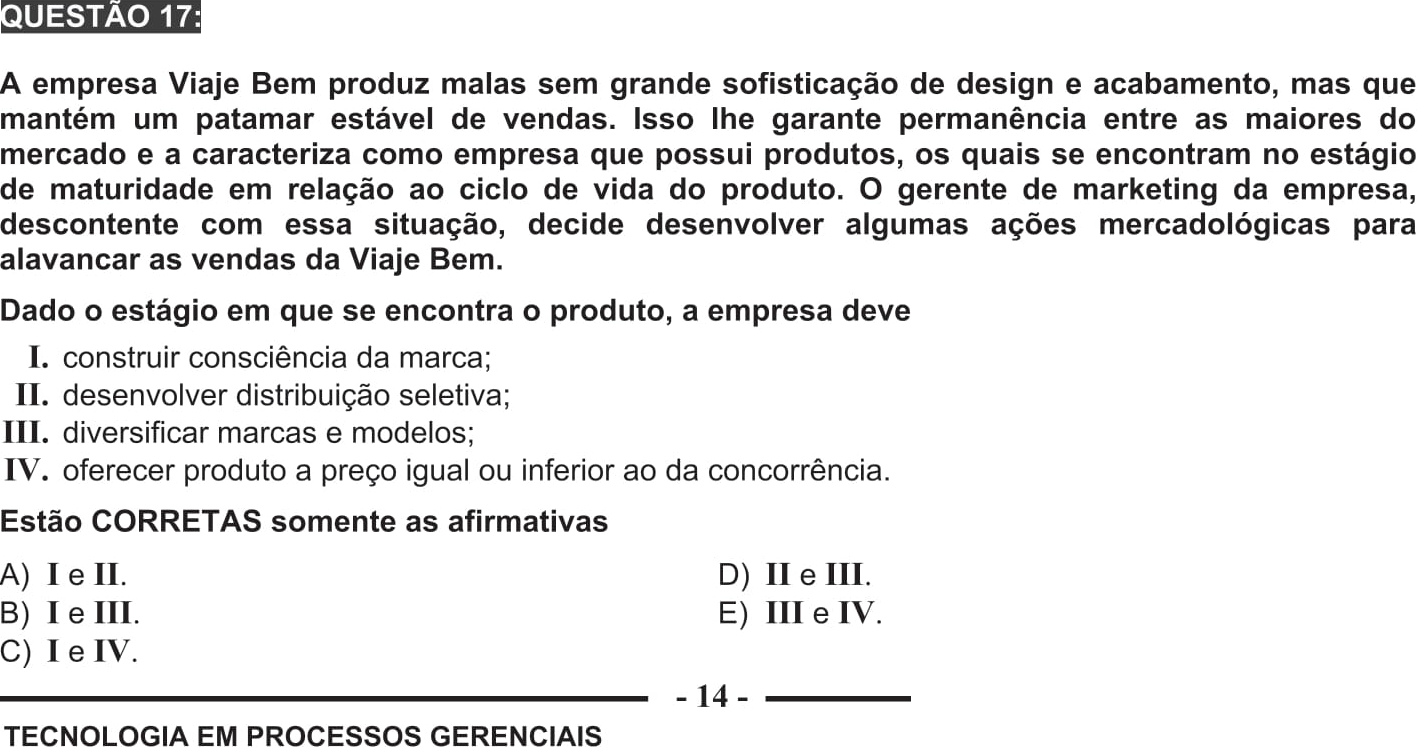 QUESTÃO 17:
A empresa Viaje Bem produz malas sem grande sofisticação de design e acabamento, mas que
mantém um patamar estável de vendas. Isso lhe garante permanência entre as maiores do
mercado e a caracteriza como empresa que possui produtos, os quais se encontram no estágio
de maturidade em relação ao ciclo de vida do produto. O gerente de marketing da empresa,
descontente com essa situação, decide desenvolver algumas ações mercadológicas para
alavancar as vendas da Viaje Bem.
Dado o estágio em que se encontra o produto, a empresa deve
I. construir consciência da marca;
II. desenvolver distribuição seletiva;
III. diversificar marcas e modelos;
IV. oferecer produto a preço igual ou inferior ao da concorrência.
Estão CORRETAS somente as afirmativas
A) I e II.
B) I e III.
C) I e IV.
D) II e III.
E) III e IV.
- 14 -
TECNOLOGIA EM PROCESSOS GERENCIAIS